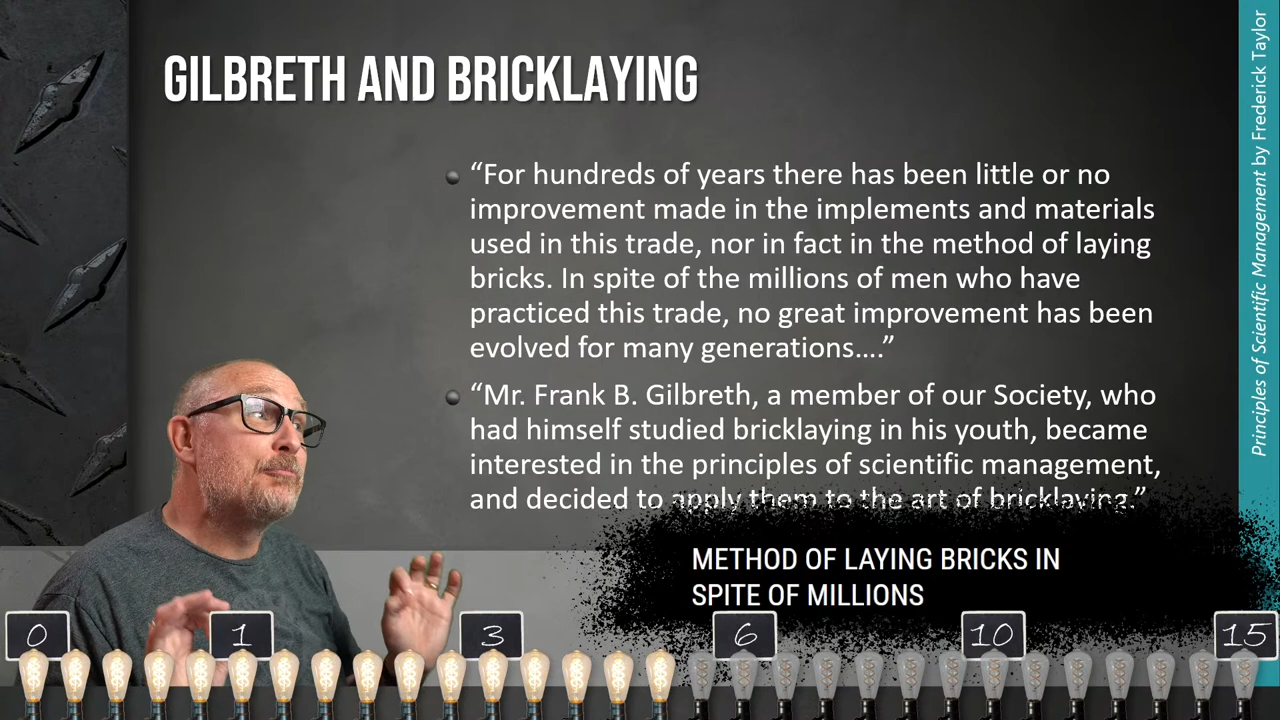 GILBRETH AND BRICKLAYING
“For hundreds of years there has been little or no
improvement made in the implements and materials
used in this trade, nor in fact in the method of laying
bricks. In spite of the millions of men who have
practiced this trade, no great improvement has been
evolved for many generations….”
“Mr. Frank B. Gilbreth, a member of our Society, who
had himself studied bricklaying in his youth, became
interested in the principles of scientific management,
and decided to apply them to the art of bricklaying.”
Principles of Scientific Management by Frederick Taylor
METHOD OF LAYING BRICKS IN
SPITE OF MILLIONS
0 1 3 6 10 15